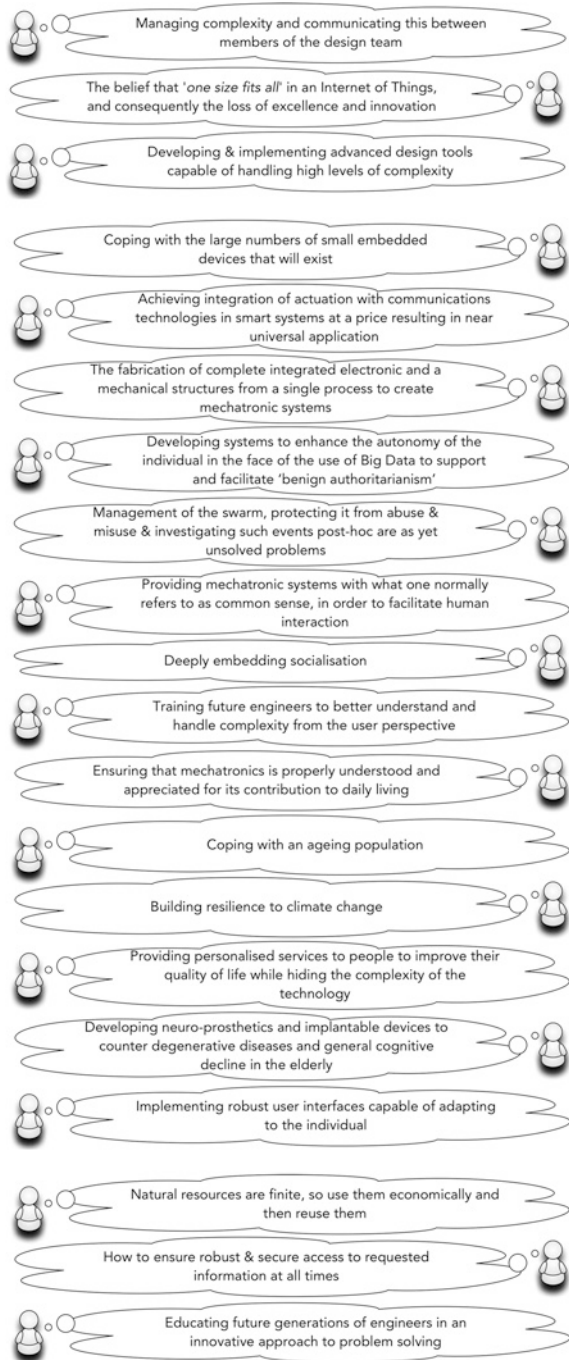 Managing complexity and communicating this between
members of the design team
The belief that 'one size fits all' in an Internet of Things,
and consequently the loss of excellence and innovation
Developing & implementing advanced design tools
capable of handling high levels of complexity
Coping with the large numbers of small embedded
devices that will exist
Achieving integration of actuation with communications
technologies in smart systems at a price resulting in near
universal application
The fabrication of complete integrated electronic and a
mechanical structures from a single process to create
mechatronic systems
Developing systems to enhance the autonomy of the
individual in the face of the use of Big Data to support
and facilitate ‘benign authoritarianism’
Management of the swarm, protecting it from abuse &
misuse & investigating such events post-hoc are as yet
unsolved problems
Providing mechatronic systems with what one normally
refers to as common sense, in order to facilitate human
interaction
Deeply embedding socialisation
Training future engineers to better understand and
handle complexity from the user perspective
Ensuring that mechatronics is properly understood and
appreciated for its contribution to daily living
Coping with an ageing population
Building resilience to climate change
Providing personalised services to people to improve their
quality of life while hiding the complexity of the
technology
Developing neuro-prosthetics and implantable devices to
counter degenerative diseases and general cognitive
decline in the elderly
Implementing robust user interfaces capable of adapting
to the individual
Natural resources are finite, so use them economically and
then reuse them
How to ensure robust & secure access to requested
information at all times
Educating future generations of engineers in an
innovative approach to problem solving